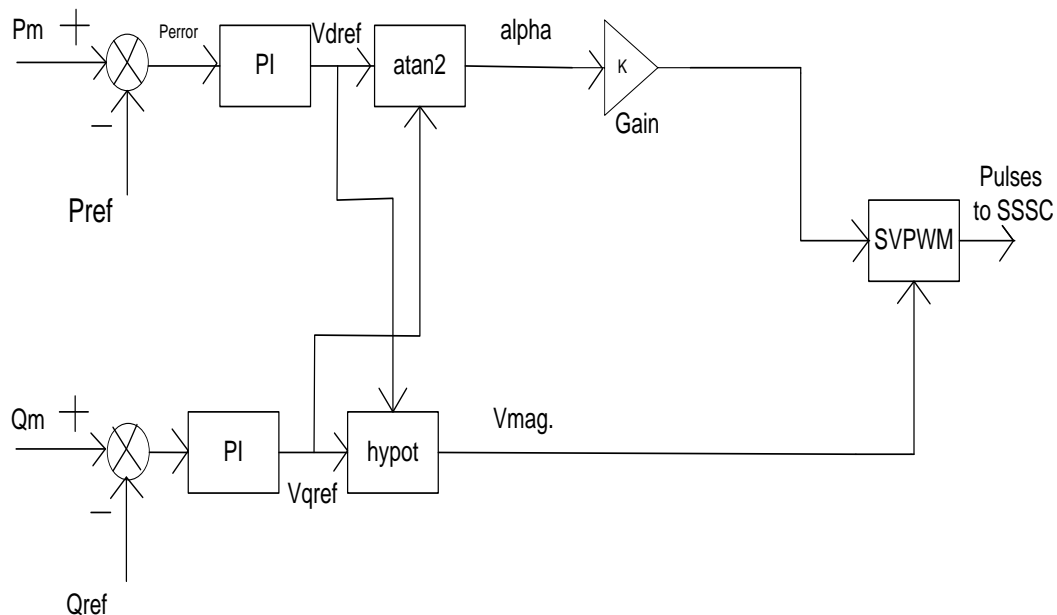 Pm
+
Perror
PI
Vdref
atan2
alpha
K
Gain
−
Pref
Pulses
to SSSC
SVPWM
Qm
+
PI
Vqref
hypot
Vmag.
−
Qref